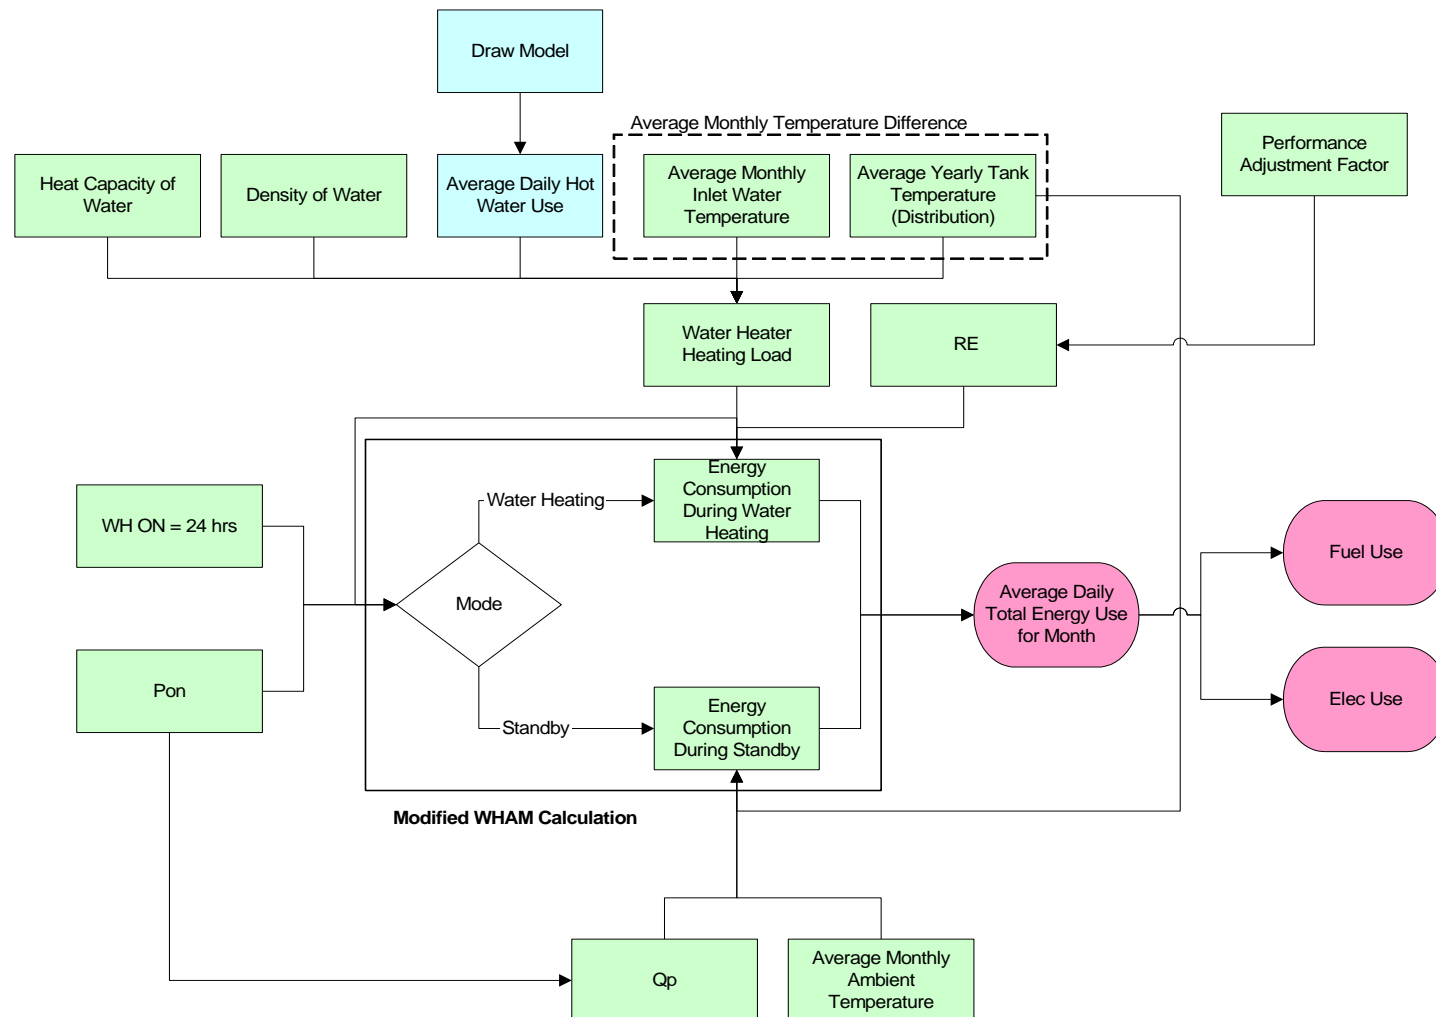 Draw Model
Average Monthly Temperature Difference
Heat Capacity of
Water
Density of Water
Average Daily Hot
Water Use
Average Monthly
Inlet Water
Temperature
Average Yearly Tank
Temperature
(Distribution)
Performance
Adjustment Factor
Water Heater
Heating Load
RE
WH ON = 24 hrs
Pon
Mode
Water Heating
Standby
Energy
Consumption
During Water
Heating
Energy
Consumption
During Standby
Average Daily
Total Energy Use
for Month
Fuel Use
Elec Use
Modified WHAM Calculation
Qp
Average Monthly
Ambient
Temperature